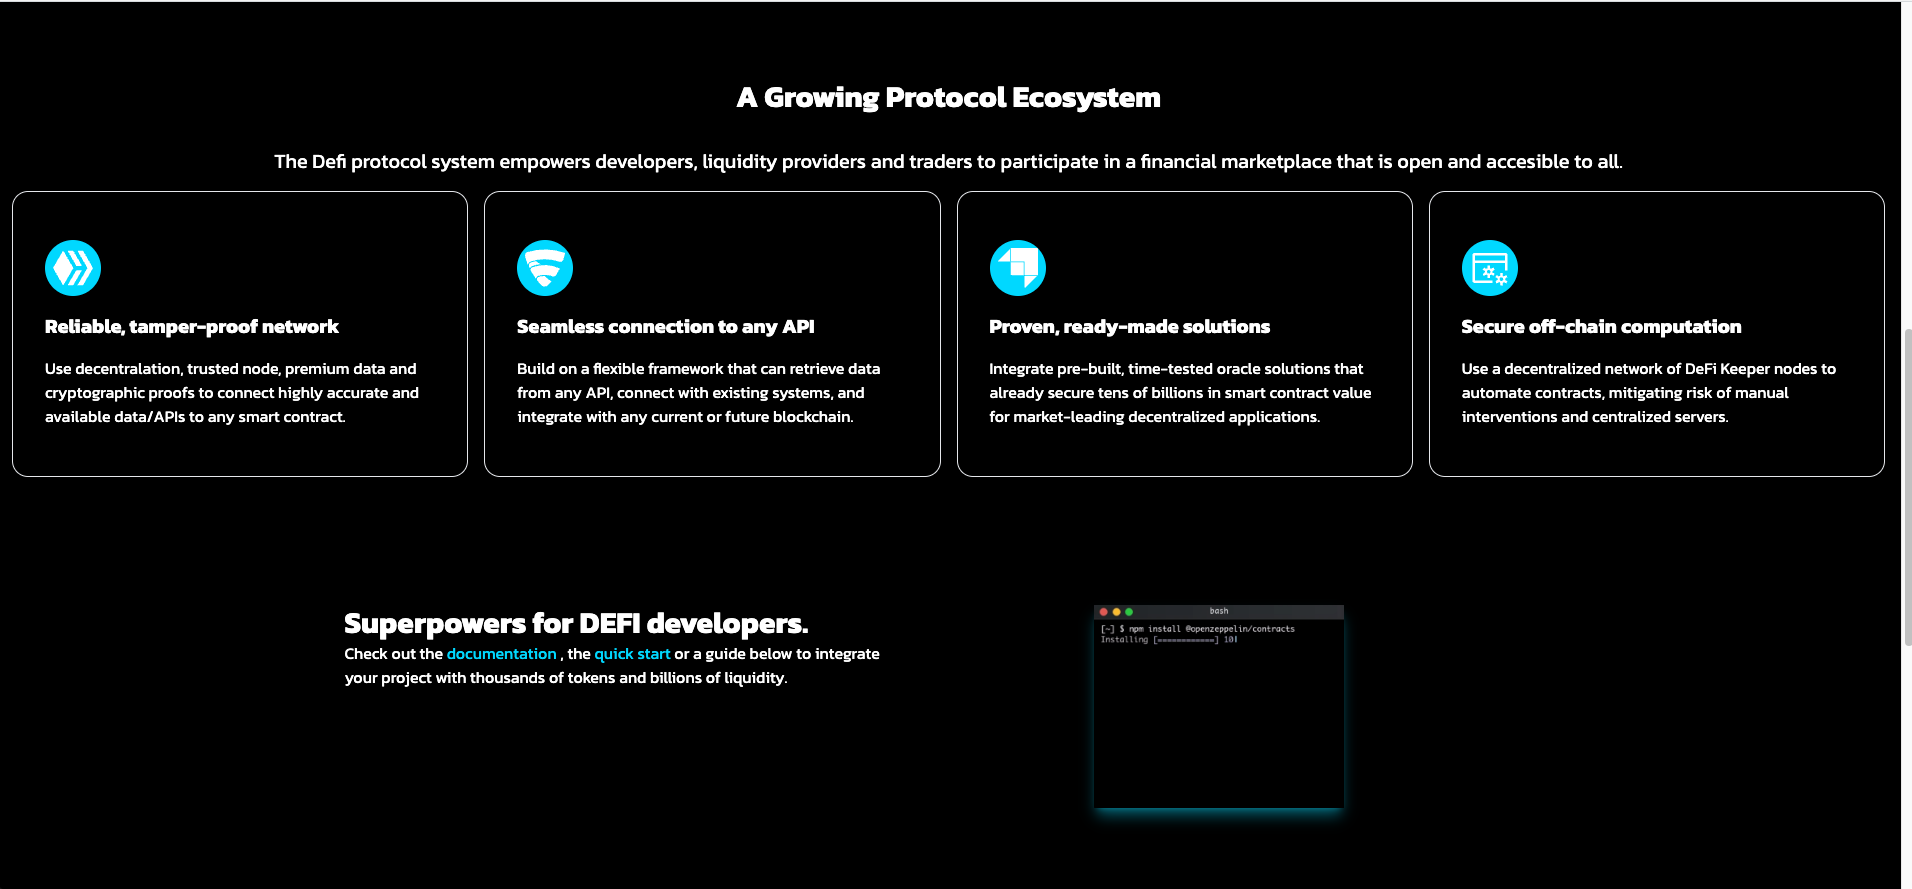 A Growing Protocol Ecosystem
The Defi protocol system empowers developers, liquidity providers and traders to participate in a financial marketplace that is open and accesible to all.
Reliable, tamper-proof network
Use decentralation, trusted node, premium data and
cryptographic proofs to connect highly accurate and
available data/APIs to any smart contract.
Seamless connection to any API
Build on a flexible framework that can retrieve data
from any API, connect with existing systems, and
integrate with any current or future blockchain.
Proven, ready-made solutions
Integrate pre-built, time-tested oracle solutions that
already secure tens of billions in smart contract value
for market-leading decentralized applications.
Secure off-chain computation
Use a decentralized network of DeFi Keeper nodes to
automate contracts, mitigating risk of manual
interventions and centralized servers.
Superpowers for DEFI developers.
Check out the documentation , the quick start or a guide below to integrate
your project with thousands of tokens and billions of liquidity.
bash
[~] $ npm install @openzeppelin/contracts
Installing [============]